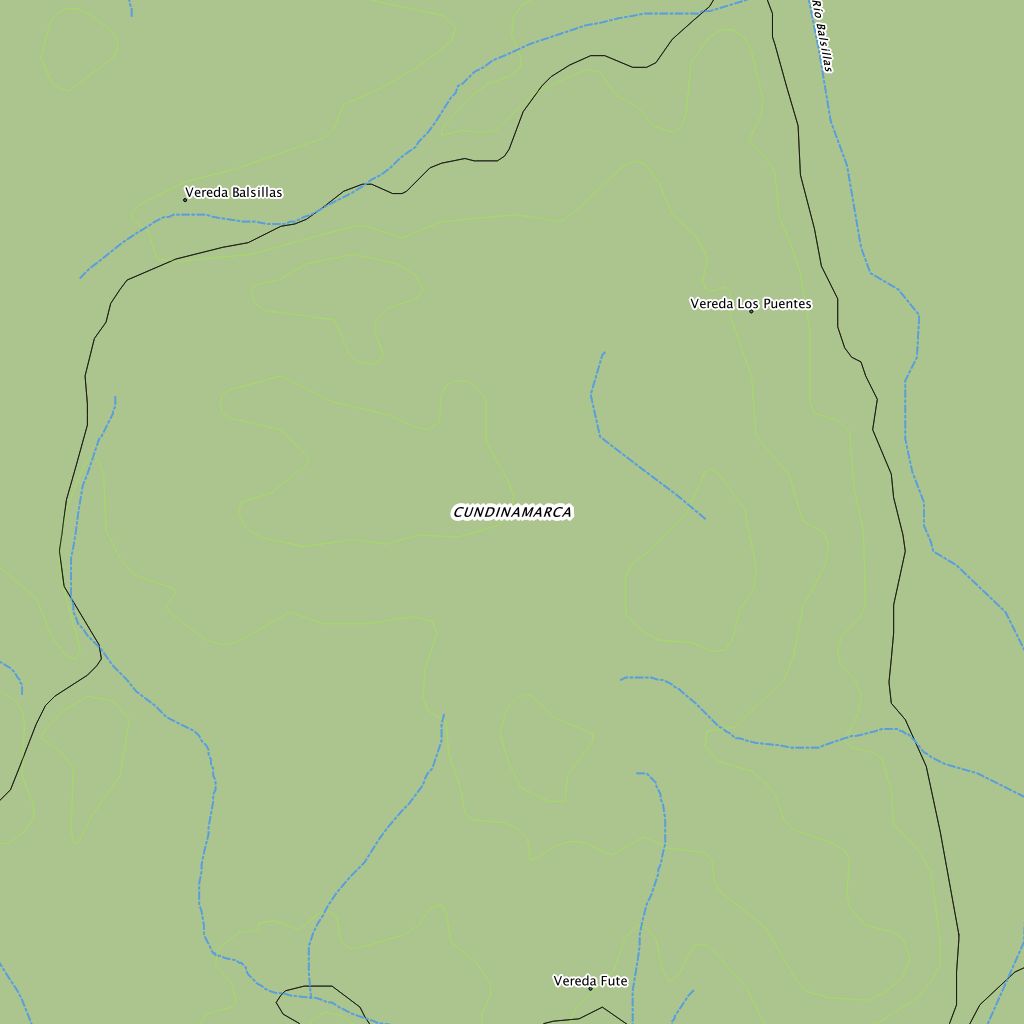 Río Balsillas
Vereda Balsillas
Vereda Los Puentes
CUNDINAMARCA
Vereda Fute